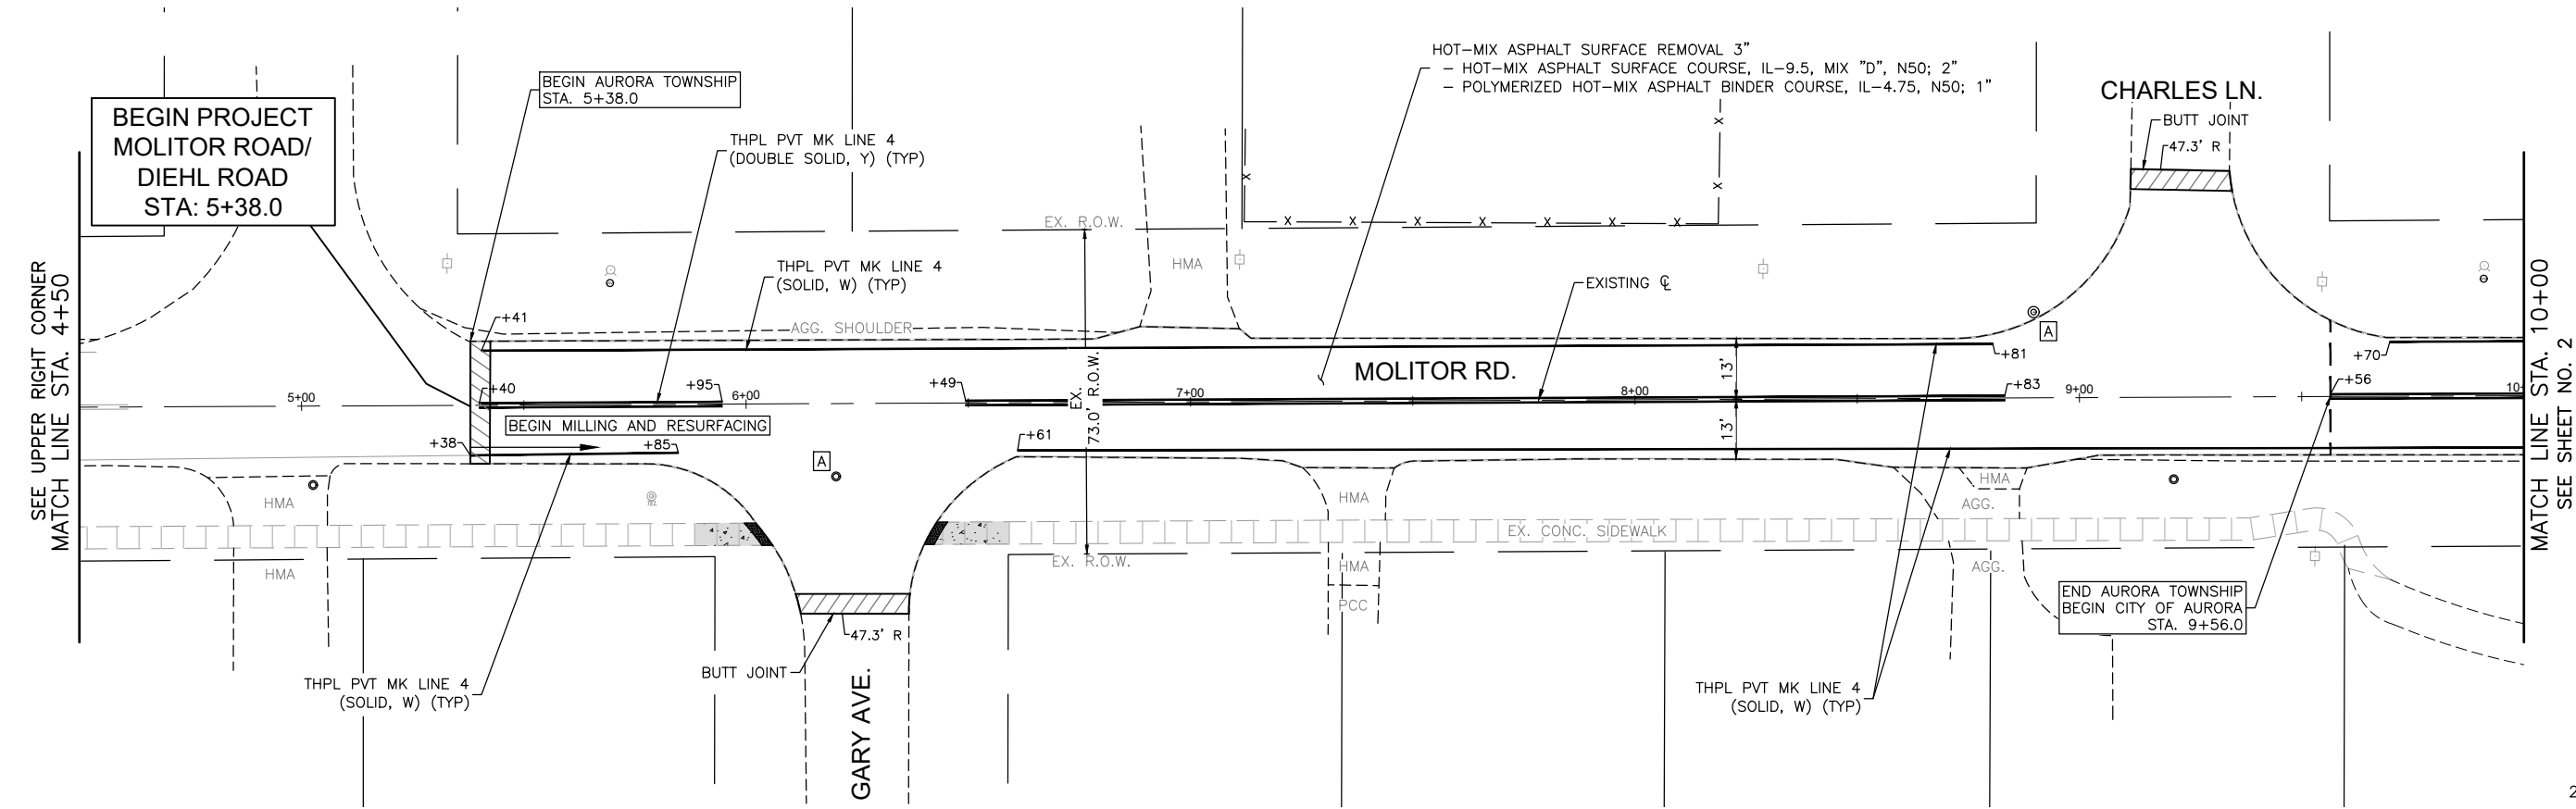 HOT-MIX ASPHALT SURFACE REMOVAL 3"
– HOT-MIX ASPHALT SURFACE COURSE, IL-9.5, MIX "D", N50; 2"
– POLYMERIZED HOT-MIX ASPHALT BINDER COURSE, IL-4.75, N50; 1"
BEGIN AURORA TOWNSHIP
STA. 5+38.0
CHARLES LN.
BUTT JOINT
47.3' R
BEGIN PROJECT
MOLITOR ROAD/
DIEHL ROAD
STA: 5+38.0
THPL PVT MK LINE 4
(DOUBLE SOLID, Y) (TYP)
X
X
X
X X X X X X X
EX. R.O.W.
HMA
THPL PVT MK LINE 4
(SOLID, W) (TYP)
EXISTING ℄
SEE UPPER RIGHT CORNER
MATCH LINE STA. 4+50
AGG. SHOULDER
+41
A
MOLITOR RD.
+81
+70
13'
5+00
+40
+95
6+00
+49
7+00
8+00
+83
9+00
+56
10+
EX.
73.0' R.O.W.
13'
BEGIN MILLING AND RESURFACING
+38
+85
+61
A
MATCH LINE STA. 10+00
SEE SHEET NO. 2
HMA
HMA
HMA
AGG.
EX. CONC. SIDEWALK
EX. R.O.W.
HMA
HMA
PCC
AGG.
END AURORA TOWNSHIP
BEGIN CITY OF AURORA
STA. 9+56.0
47.3' R
BUTT JOINT
GARY AVE.
THPL PVT MK LINE 4
(SOLID, W) (TYP)
THPL PVT MK LINE 4
(SOLID, W) (TYP)
2